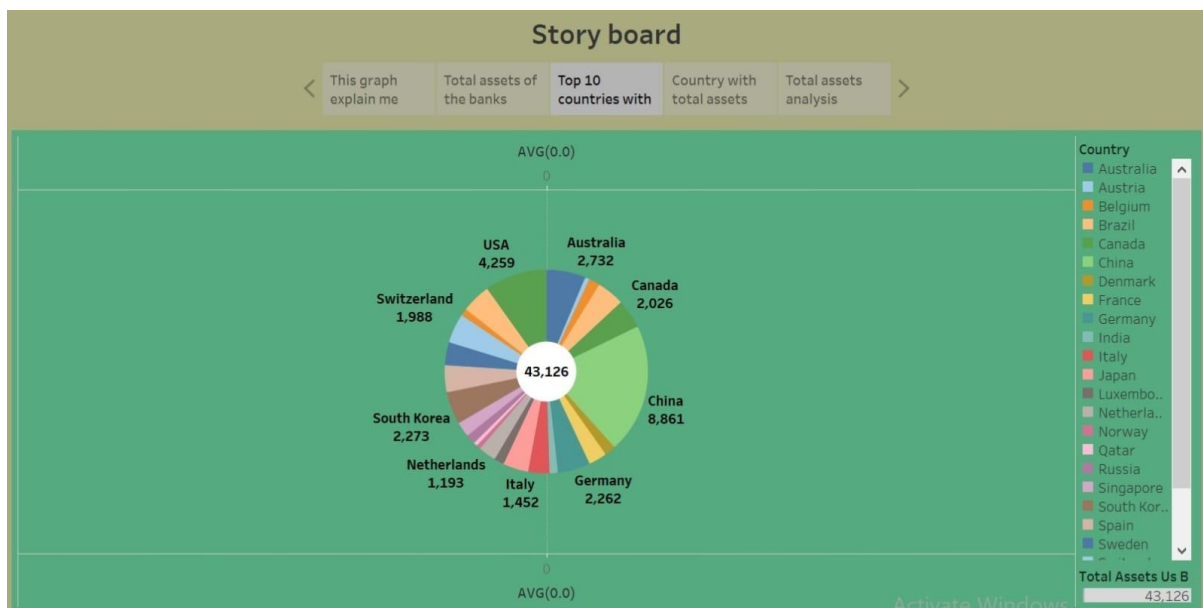 Story board
This graph
explain me
Total assets of
the banks
Top 10
countries with
Country with
total assets
Total assets
analysis
AVG(0.0)
0
USA
4,259
Australia
2,732
Canada
2,026
Switzerland
1,988
43,126
China
8,861
South Korea
2,273
Netherlands
1,193
Italy
1,452
Germany
2,262
0
AVG(0.0)
Country
Australia
Austria
Belgium
Brazil
Canada
China
Denmark
France
Germany
India
Italy
Japan
Luxembo..
Netherla..
Norway
Qatar
Russia
Singapore
South Kor..
Spain
Sweden
Total Assets Us B
43,126
Activate Windows